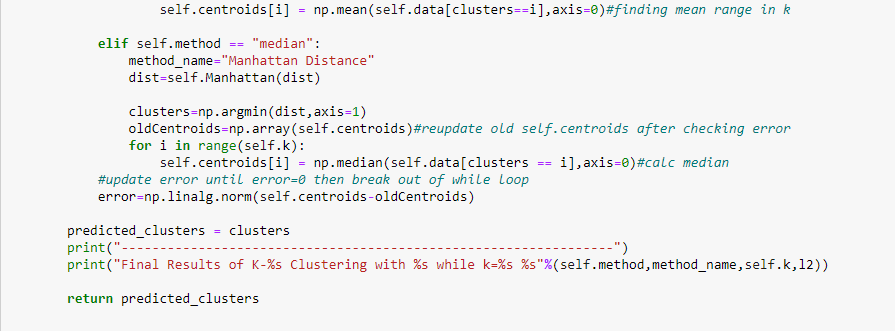 self.centroids[i] = np.mean(self.data[clusters==i],axis=0)#finding mean range in k
elif self.method == "median":
method_name="Manhattan Distance"
dist=self.Manhattan(dist)
clusters=np.argmin(dist,axis=1)
oldCentroids=np.array(self.centroids)#reupdate old self.centroids after checking error
for i in range(self.k):
self.centroids[i] = np.median(self.data[clusters == i],axis=0)#calc median
#update error until error=0 then break out of while loop
error=np.linalg.norm(self.centroids-oldCentroids)
predicted_clusters = clusters
print("----------------------------------------------------------------")
print("Final Results of K-%s Clustering with %s while k=%s %s"%(self.method,method_name,self.k,l2))
return predicted_clusters